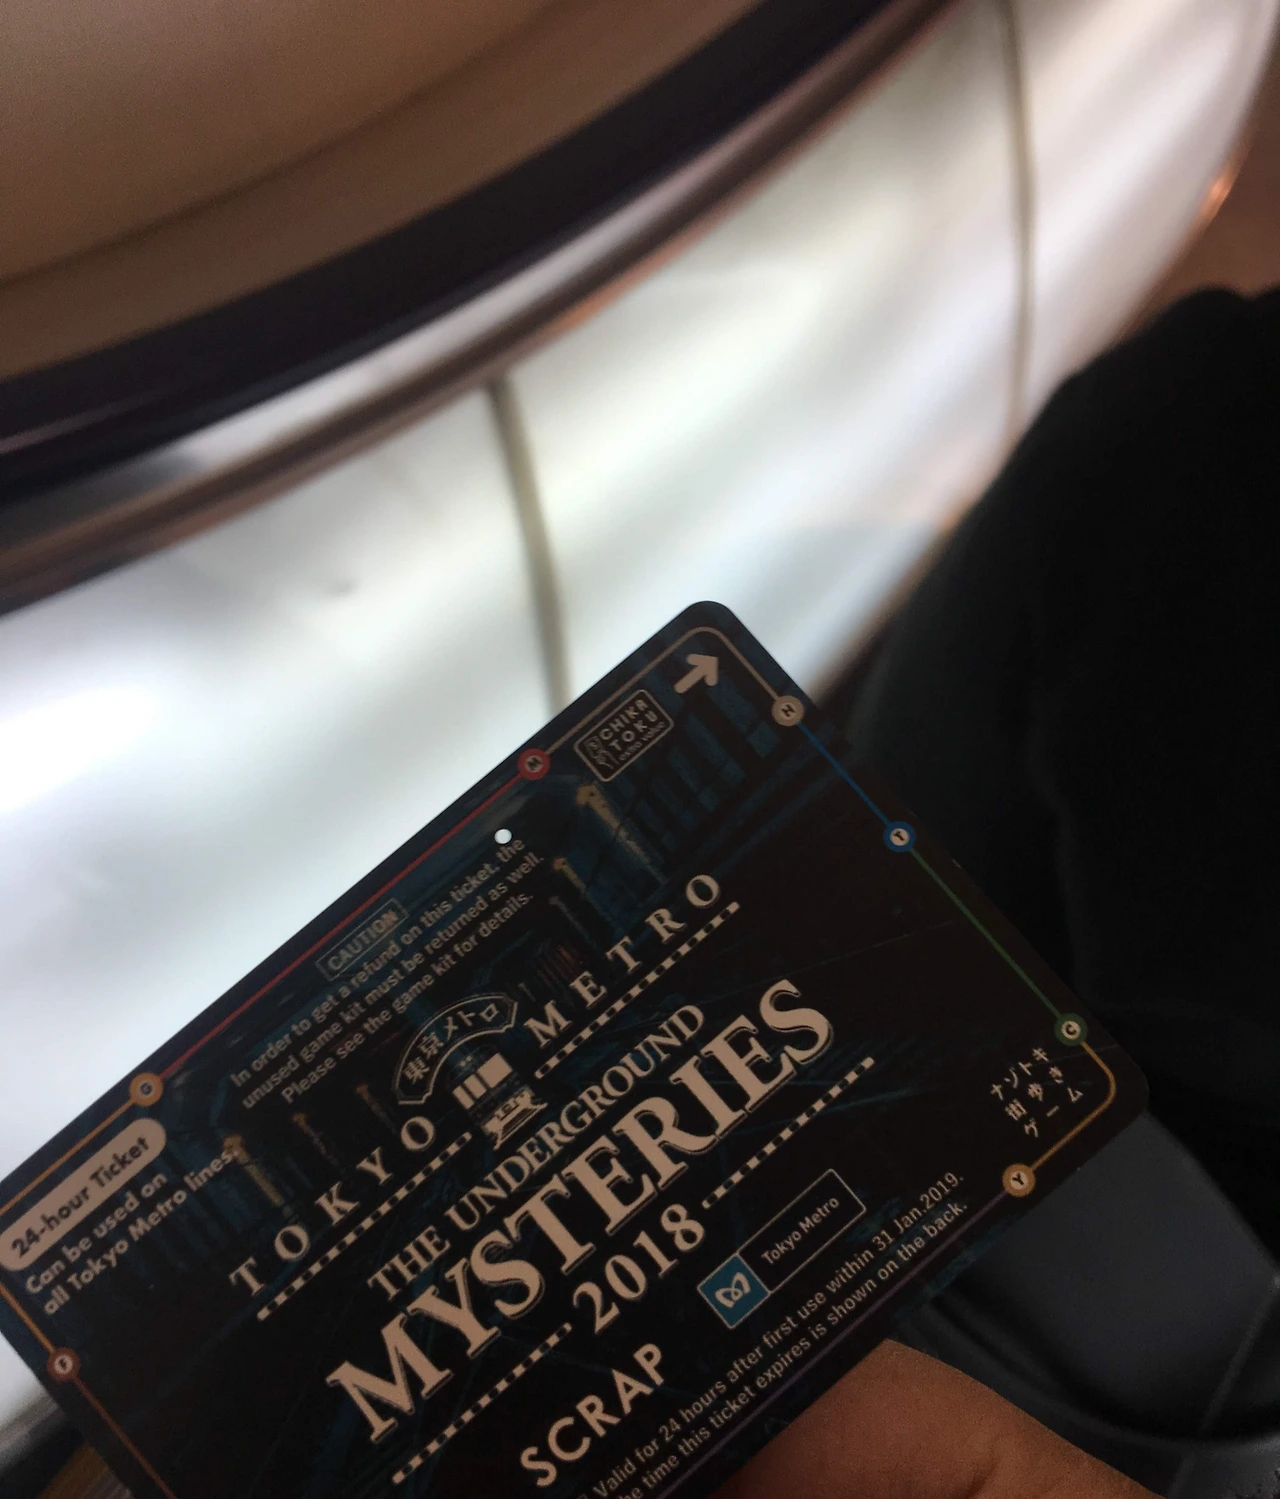 CHIKA
TOKU
extra value
M
H
T
C
Y
G
F
CAUTION
In order to get a refund on this ticket, the
unused game kit must be returned as well.
Please see the game kit for details.
24-hour Ticket
Can be used on
all Tokyo Metro lines.
東京メトロ
TOKYO METRO
THE UNDERGROUND
MYSTERIES
2018
SCRAP
Tokyo Metro
ナゾトキ
街歩き
ゲーム
Valid for 24 hours after first use within 31 Jan.2019.
he time this ticket expires is shown on the back.